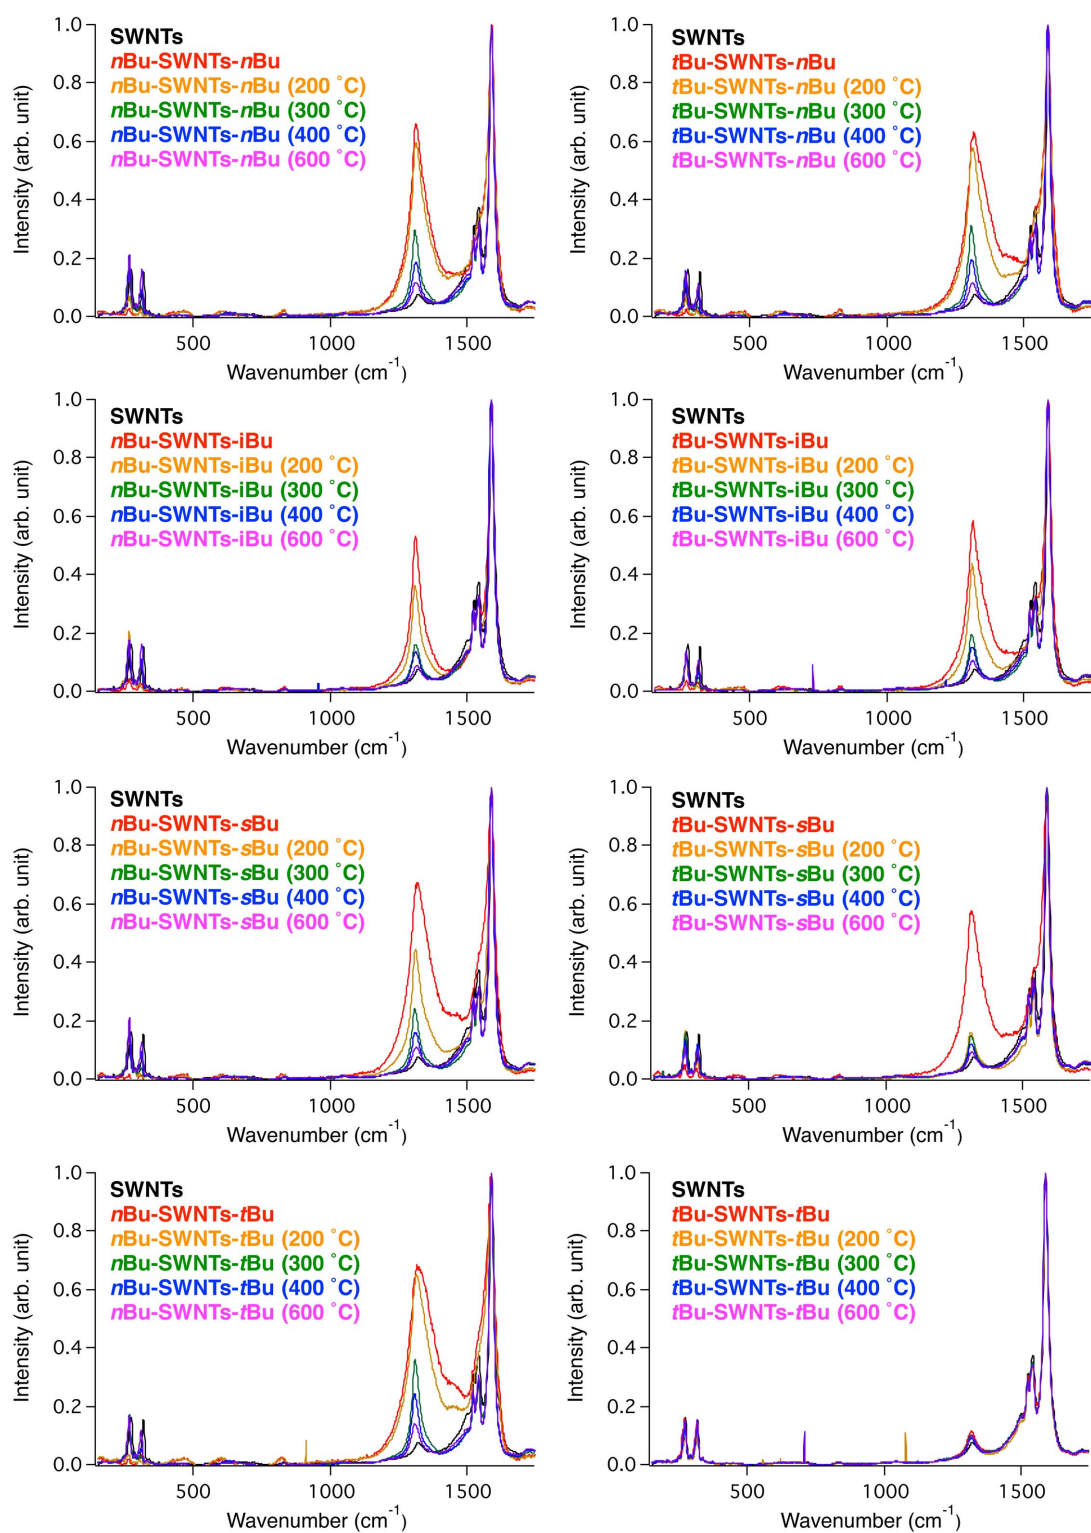 1.0
0.8
0.6
0.4
0.2
0.0
Intensity (arb. unit)
SWNTs
nBu-SWNTs-nBu
nBu-SWNTs-nBu (200 °C)
nBu-SWNTs-nBu (300 °C)
nBu-SWNTs-nBu (400 °C)
nBu-SWNTs-nBu (600 °C)
500 1000 1500
Wavenumber (cm⁻¹)
1.0
0.8
0.6
0.4
0.2
0.0
Intensity (arb. unit)
SWNTs
tBu-SWNTs-nBu
tBu-SWNTs-nBu (200 °C)
tBu-SWNTs-nBu (300 °C)
tBu-SWNTs-nBu (400 °C)
tBu-SWNTs-nBu (600 °C)
500 1000 1500
Wavenumber (cm⁻¹)
1.0
0.8
0.6
0.4
0.2
0.0
Intensity (arb. unit)
SWNTs
nBu-SWNTs-iBu
nBu-SWNTs-iBu (200 °C)
nBu-SWNTs-iBu (300 °C)
nBu-SWNTs-iBu (400 °C)
nBu-SWNTs-iBu (600 °C)
500 1000 1500
Wavenumber (cm⁻¹)
1.0
0.8
0.6
0.4
0.2
0.0
Intensity (arb. unit)
SWNTs
tBu-SWNTs-iBu
tBu-SWNTs-iBu (200 °C)
tBu-SWNTs-iBu (300 °C)
tBu-SWNTs-iBu (400 °C)
tBu-SWNTs-iBu (600 °C)
500 1000 1500
Wavenumber (cm⁻¹)
1.0
0.8
0.6
0.4
0.2
0.0
Intensity (arb. unit)
SWNTs
nBu-SWNTs-sBu
nBu-SWNTs-sBu (200 °C)
nBu-SWNTs-sBu (300 °C)
nBu-SWNTs-sBu (400 °C)
nBu-SWNTs-sBu (600 °C)
500 1000 1500
Wavenumber (cm⁻¹)
1.0
0.8
0.6
0.4
0.2
0.0
Intensity (arb. unit)
SWNTs
tBu-SWNTs-sBu
tBu-SWNTs-sBu (200 °C)
tBu-SWNTs-sBu (300 °C)
tBu-SWNTs-sBu (400 °C)
tBu-SWNTs-sBu (600 °C)
500 1000 1500
Wavenumber (cm⁻¹)
1.0
0.8
0.6
0.4
0.2
0.0
Intensity (arb. unit)
SWNTs
nBu-SWNTs-tBu
nBu-SWNTs-tBu (200 °C)
nBu-SWNTs-tBu (300 °C)
nBu-SWNTs-tBu (400 °C)
nBu-SWNTs-tBu (600 °C)
500 1000 1500
Wavenumber (cm⁻¹)
1.0
0.8
0.6
0.4
0.2
0.0
Intensity (arb. unit)
SWNTs
tBu-SWNTs-tBu
tBu-SWNTs-tBu (200 °C)
tBu-SWNTs-tBu (300 °C)
tBu-SWNTs-tBu (400 °C)
tBu-SWNTs-tBu (600 °C)
500 1000 1500
Wavenumber (cm⁻¹)